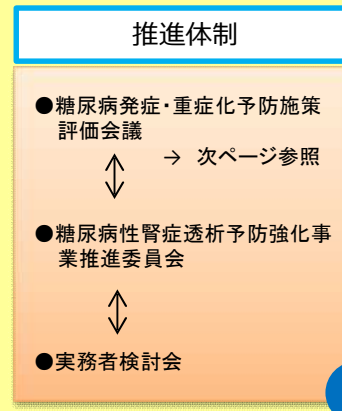 推進体制
●糖尿病発症・重症化予防施策
評価会議
→ 次ページ参照
●糖尿病性腎症透析予防強化事
業推進委員会
●実務者検討会